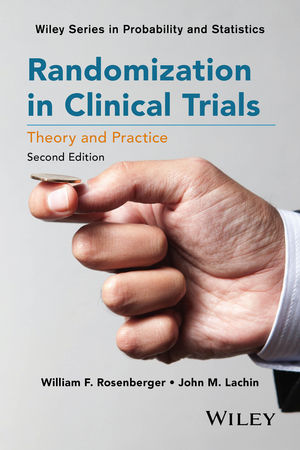 Wiley Series in Probability and Statistics
Randomization
in Clinical Trials
Theory and Practice
Second Edition
William F. Rosenberger • John M. Lachin
WILEY